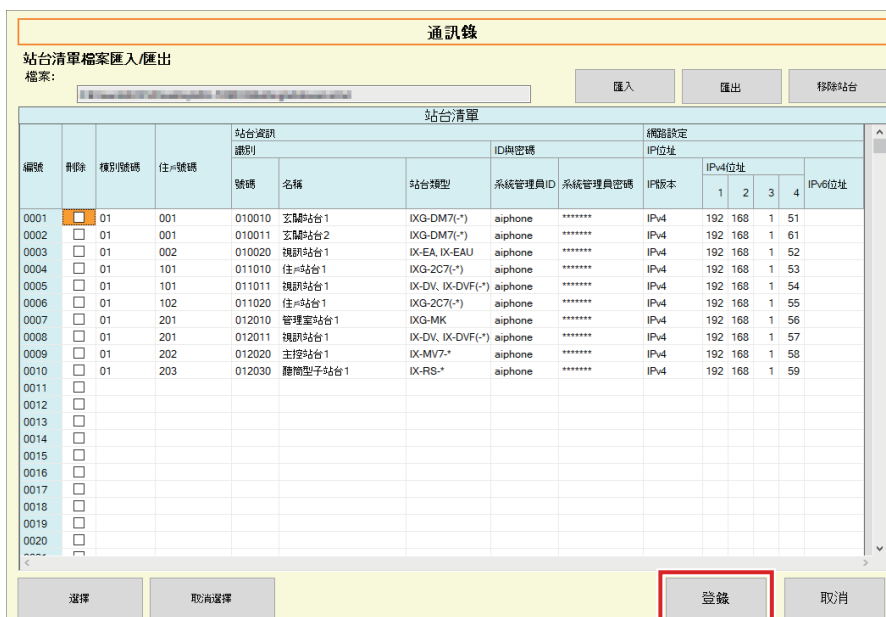 通訊錄
站台清單檔案匯入/匯出
檔案:
匯入 匯出 移除站台
站台清單
站台資訊 網路設定
識別 ID與密碼 IP位址
編號 刪除 棟別號碼 住戶號碼 號碼 名稱 站台類型 系統管理員ID 系統管理員密碼 IP版本 IPv4位址 IPv6位址
1 2 3 4
0001 01 001 010010 玄關站台1 IXG-DM7(-*) aiphone ******* IPv4 192 168 1 51
0002 01 001 010011 玄關站台2 IXG-DM7(-*) aiphone ******* IPv4 192 168 1 61
0003 01 002 010020 視訊站台1 IX-EA, IX-EAU aiphone ******* IPv4 192 168 1 52
0004 01 101 011010 住戶站台1 IXG-2C7(-*) aiphone ******* IPv4 192 168 1 53
0005 01 101 011011 視訊站台1 IX-DV, IX-DVF(-*) aiphone ******* IPv4 192 168 1 54
0006 01 102 011020 住戶站台1 IXG-2C7(-*) aiphone ******* IPv4 192 168 1 55
0007 01 201 012010 管理室站台1 IXG-MK aiphone ******* IPv4 192 168 1 56
0008 01 201 012011 視訊站台1 IX-DV, IX-DVF(-*) aiphone ******* IPv4 192 168 1 57
0009 01 202 012020 主控站台1 IX-MV7-* aiphone ******* IPv4 192 168 1 58
0010 01 203 012030 聽筒型子站台1 IX-RS-* aiphone ******* IPv4 192 168 1 59
0011
0012
0013
0014
0015
0016
0017
0018
0019
0020
選擇 取消選擇 登錄 取消